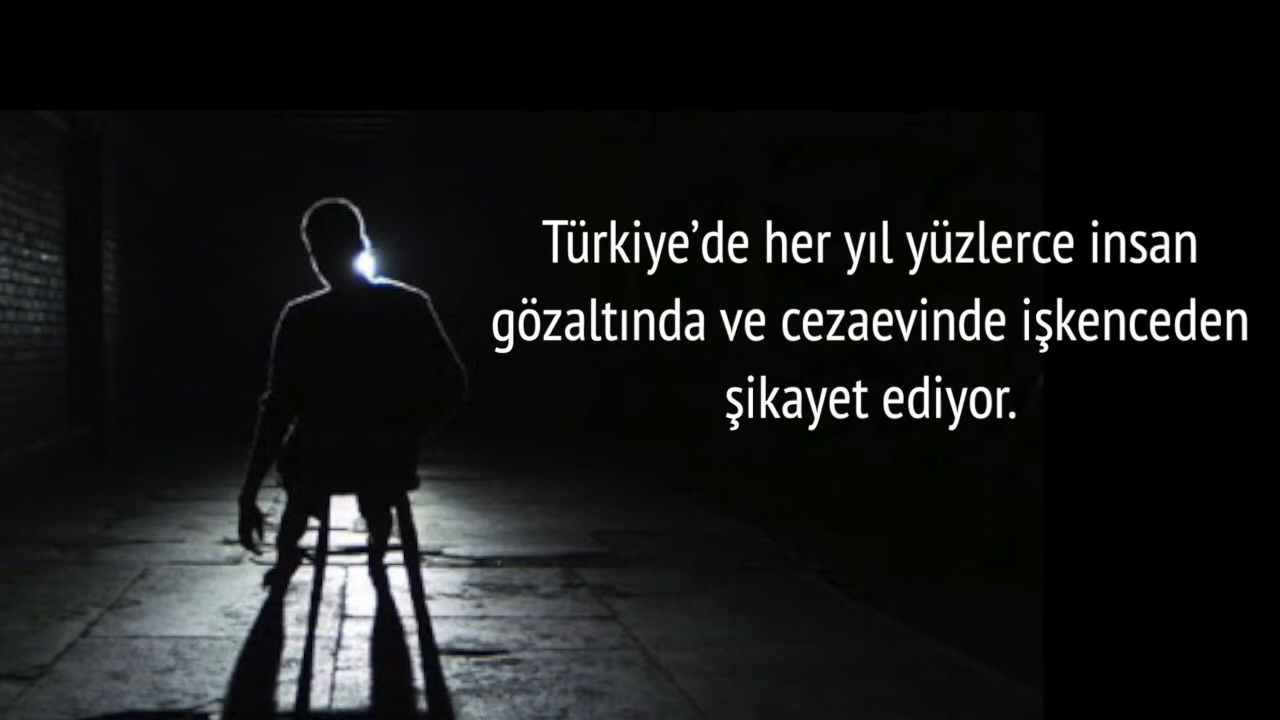 Türkiye’de her yıl yüzlerce insan
gözaltında ve cezaevinde işkenceden
şikayet ediyor.